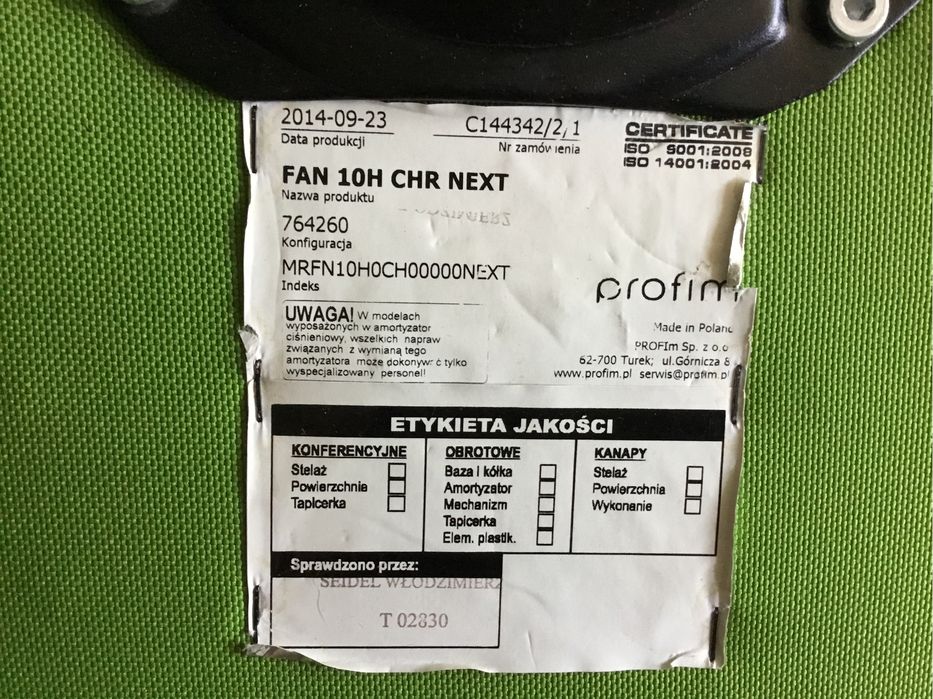 2014-09-23
Data produkcji
C144342/2,1
Nr zamówienia
CERTIFICATE
ISO 9001:2008
ISO 14001:2004
FAN 10H CHR NEXT
Nazwa produktu
764260
Konfiguracja
MRFN10H0CH00000NEXT
Indeks
UWAGA! W modelach
wyposażonych w amortyzator
ciśnieniowy, wszelkich napraw
związanych z wymianą tego
amortyzatora może dokonywać tylko
wyspecjalizowany personel!
profim
Made in Poland
PROFIm Sp. z o.o
62-700 Turek; ul.Górnicza 8
www.profim.pl serwis@profim.pl
ETYKIETA JAKOŚCI
KONFERENCYJNE
Stelaż
Powierzchnia
Tapicerka
OBROTOWE
Baza i kółka
Amortyzator
Mechanizm
Tapicerka
Elem. plastik.
KANAPY
Stelaż
Powierzchnia
Wykonanie
Sprawdzono przez:
SEIDEL WŁODZIMIERZ
T 02830